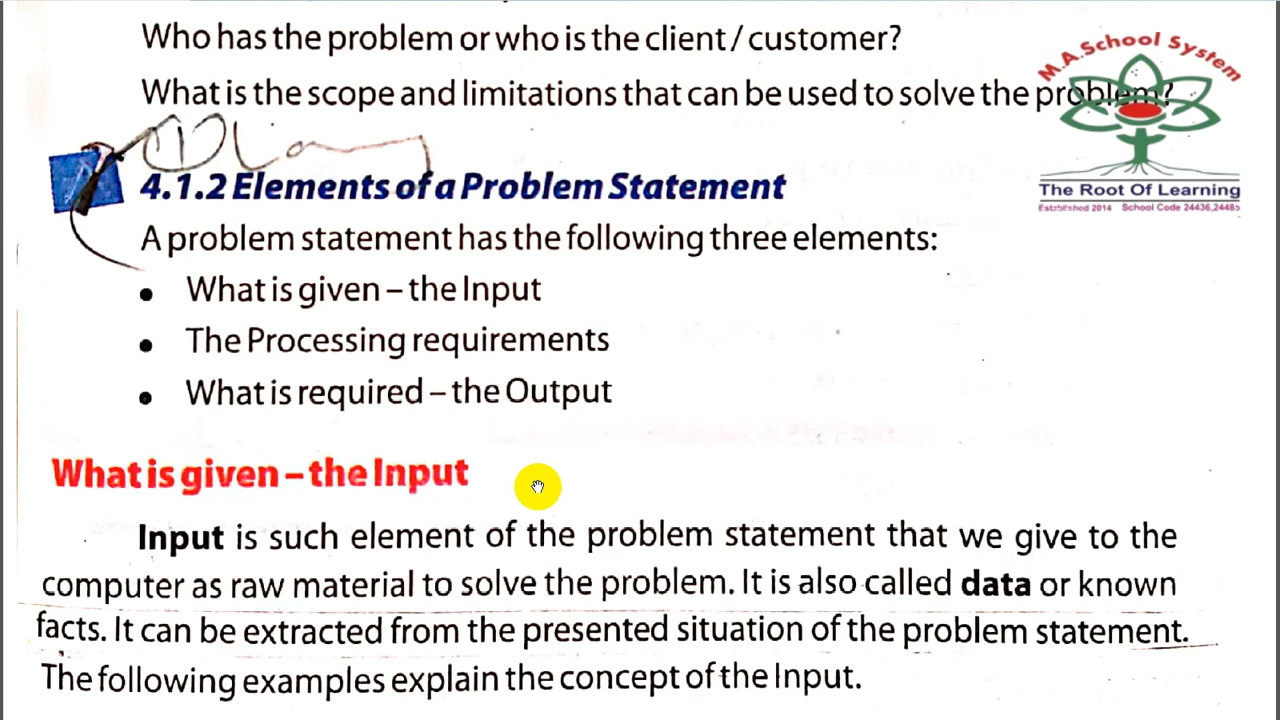 Who has the problem or who is the client / customer?
What is the scope and limitations that can be used to solve the problem?
M.A.School System
The Root Of Learning
Established 2014 School Code 24436,24485
4.1.2 Elements of a Problem Statement
A problem statement has the following three elements:
• What is given – the Input
• The Processing requirements
• What is required – the Output
What is given – the Input
Input is such element of the problem statement that we give to the
computer as raw material to solve the problem. It is also called data or known
facts. It can be extracted from the presented situation of the problem statement.
The following examples explain the concept of the Input.